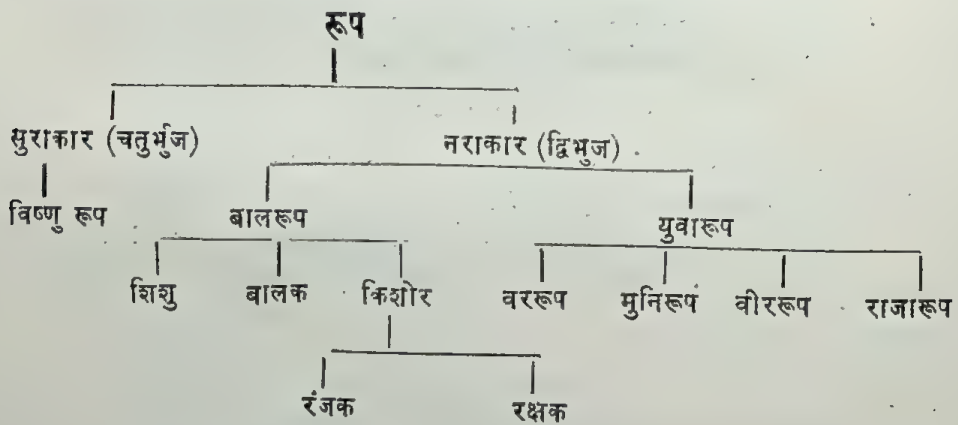 रूप
सुराकार (चतुर्भुज) नराकार (द्विभुज)
विष्णु रूप बालरूप युवारूप
शिशु बालक किशोर वररूप मुनिरूप वीररूप राजारूप
रंजक रक्षक